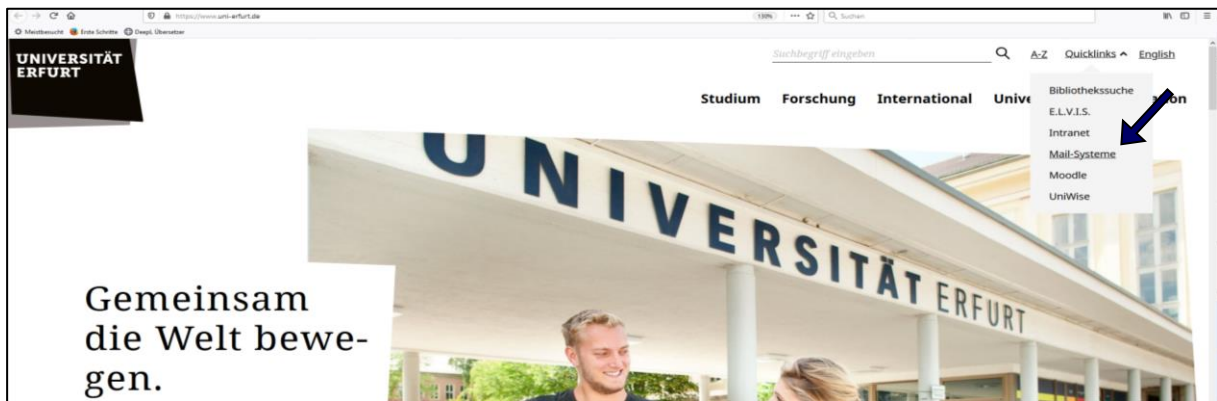 https://www.uni-erfurt.de
Suchen
Meistbesucht Erste Schritte DeepL Übersetzer
UNIVERSITÄT
ERFURT
Suchbegriff eingeben
A-Z Quicklinks English
Studium Forschung International
Bibliothekssuche
E.L.V.I.S.
Intranet
Mail-Systeme
Moodle
UniWise
UNIVERSITÄT ERFURT
Gemeinsam
die Welt bewe-
gen.